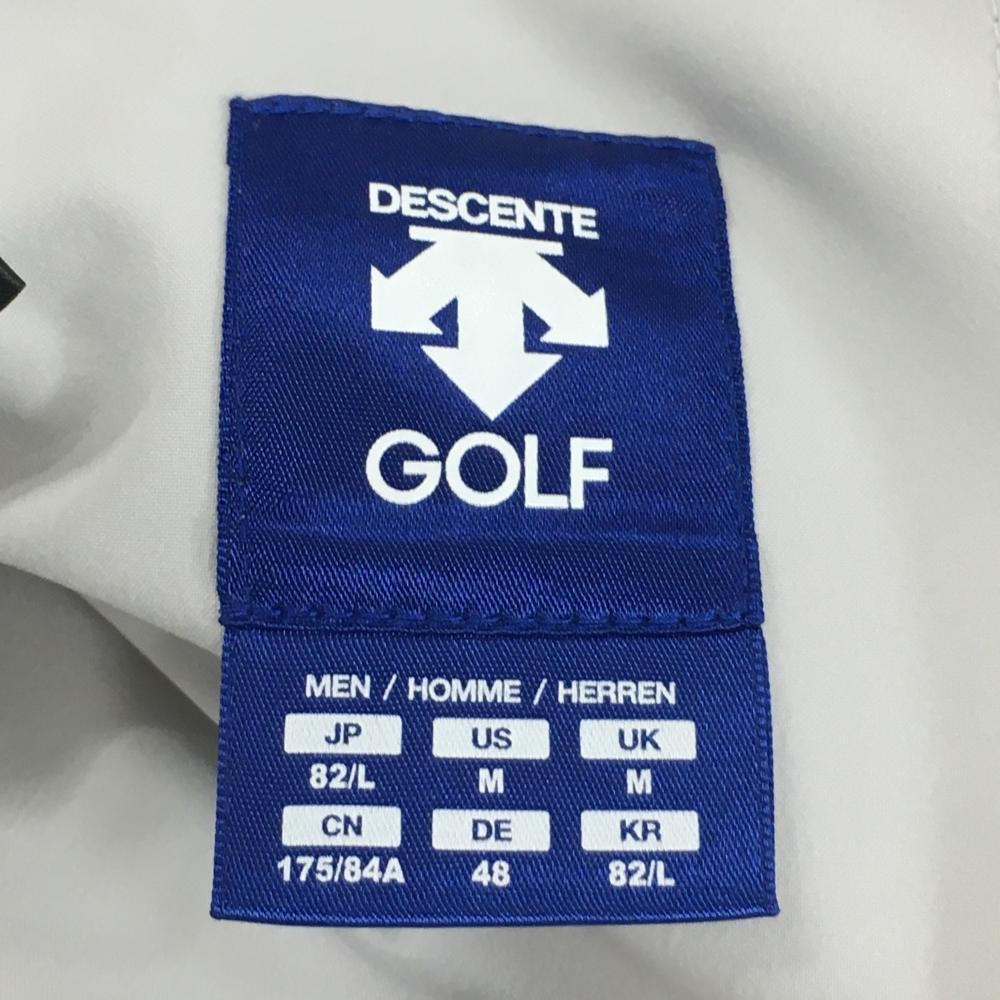 DESCENTE
GOLF
MEN / HOMME / HERREN
JP US UK
82/L M M
CN DE KR
175/84A 48 82/L